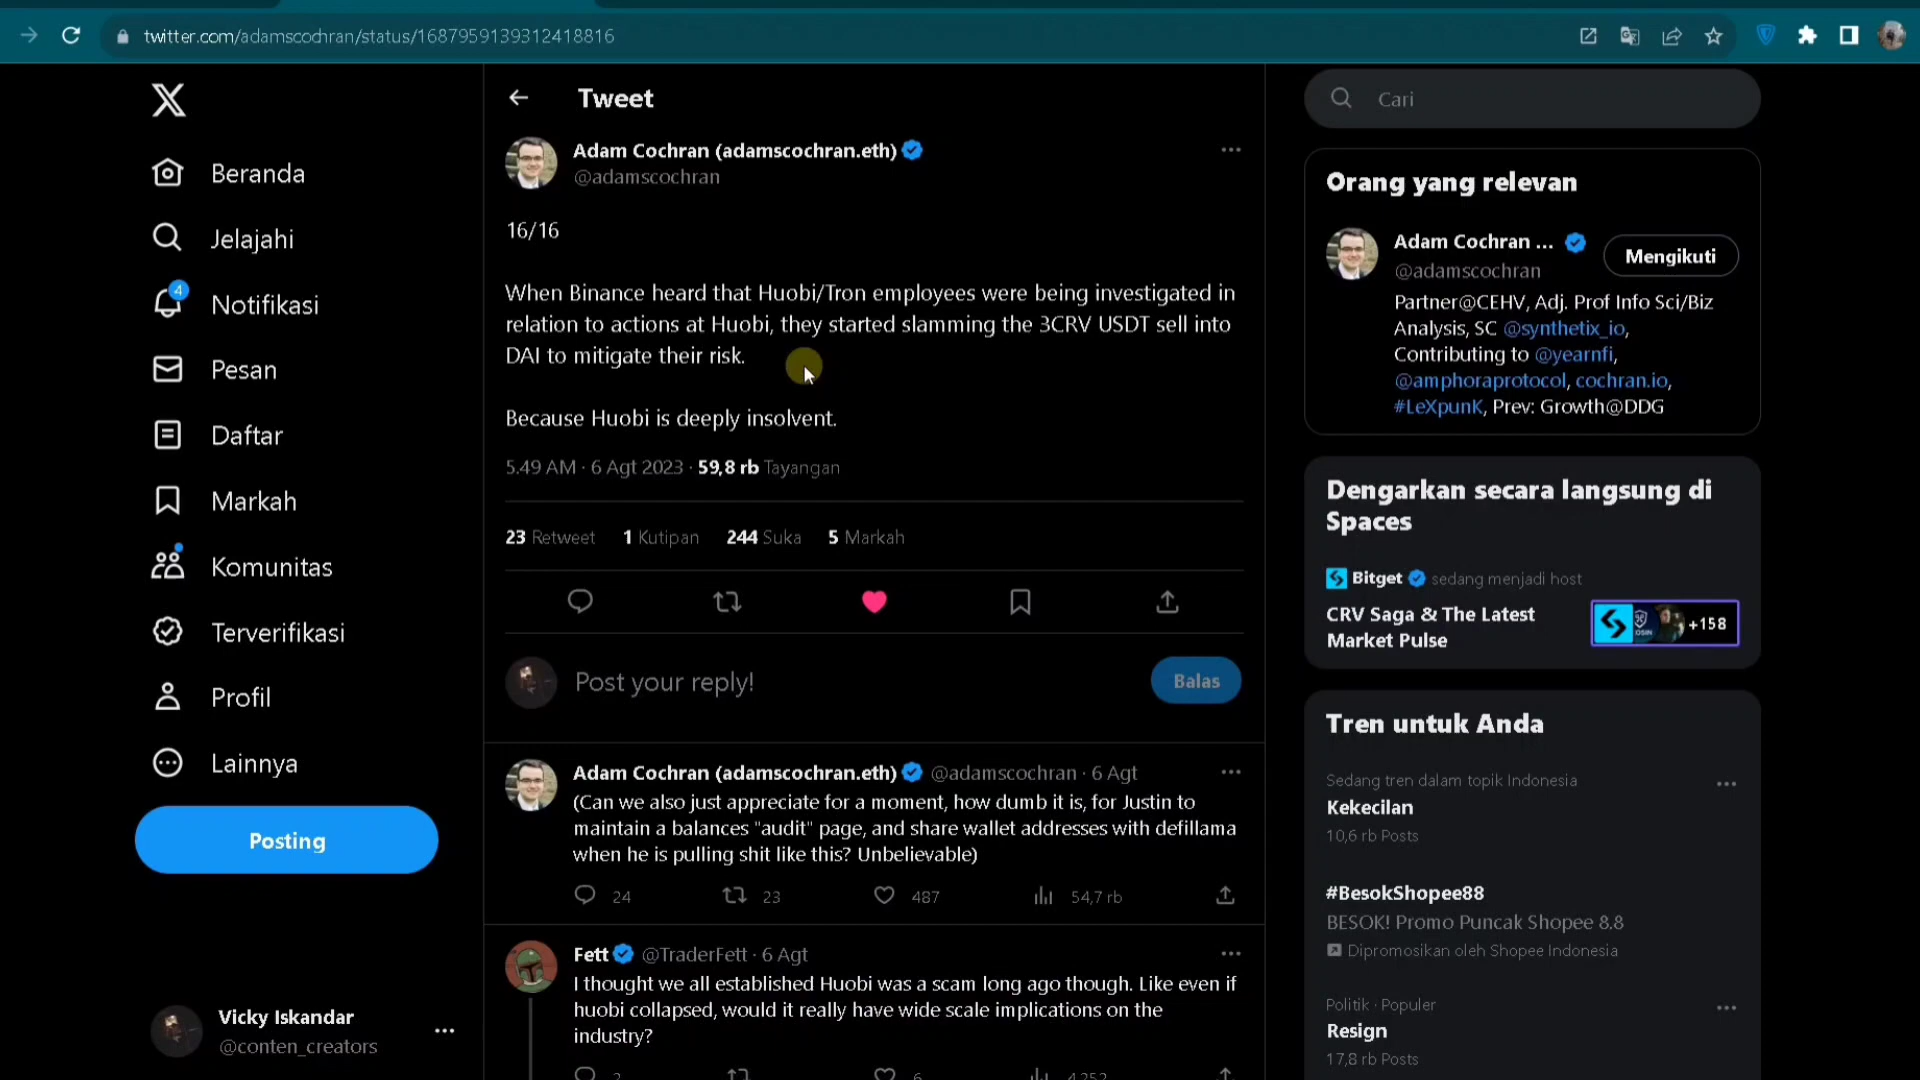 twitter.com/adamscochran/status/1687959139312418816
Beranda
Jelajahi
4
Notifikasi
Pesan
Daftar
Markah
Komunitas
Terverifikasi
Profil
Lainnya
Posting
Vicky Iskandar
@conten_creators
Tweet
Adam Cochran (adamscochran.eth)
@adamscochran
16/16
When Binance heard that Huobi/Tron employees were being investigated in
relation to actions at Huobi, they started slamming the 3CRV USDT sell into
DAI to mitigate their risk.
Because Huobi is deeply insolvent.
5.49 AM · 6 Agt 2023 · 59,8 rb Tayangan
23 Retweet 1 Kutipan 244 Suka 5 Markah
Post your reply!
Balas
Adam Cochran (adamscochran.eth) @adamscochran · 6 Agt
(Can we also just appreciate for a moment, how dumb it is, for Justin to
maintain a balances "audit" page, and share wallet addresses with defillama
when he is pulling shit like this? Unbelievable)
24 23 487 54,7 rb
Fett @TraderFett · 6 Agt
I thought we all established Huobi was a scam long ago though. Like even if
huobi collapsed, would it really have wide scale implications on the
industry?
2 6 4.252
Cari
Orang yang relevan
Adam Cochran ...
@adamscochran
Mengikuti
Partner@CEHV, Adj. Prof Info Sci/Biz
Analysis, SC @synthetix_io,
Contributing to @yearnfi,
@amphoraprotocol, cochran.io,
#LeXpunK, Prev: Growth@DDG
Dengarkan secara langsung di
Spaces
Bitget sedang menjadi host
CRV Saga & The Latest
Market Pulse
+158
Tren untuk Anda
Sedang tren dalam topik Indonesia
Kekecilan
10,6 rb Posts
#BesokShopee88
BESOK! Promo Puncak Shopee 8.8
Dipromosikan oleh Shopee Indonesia
Politik · Populer
Resign
17,8 rb Posts